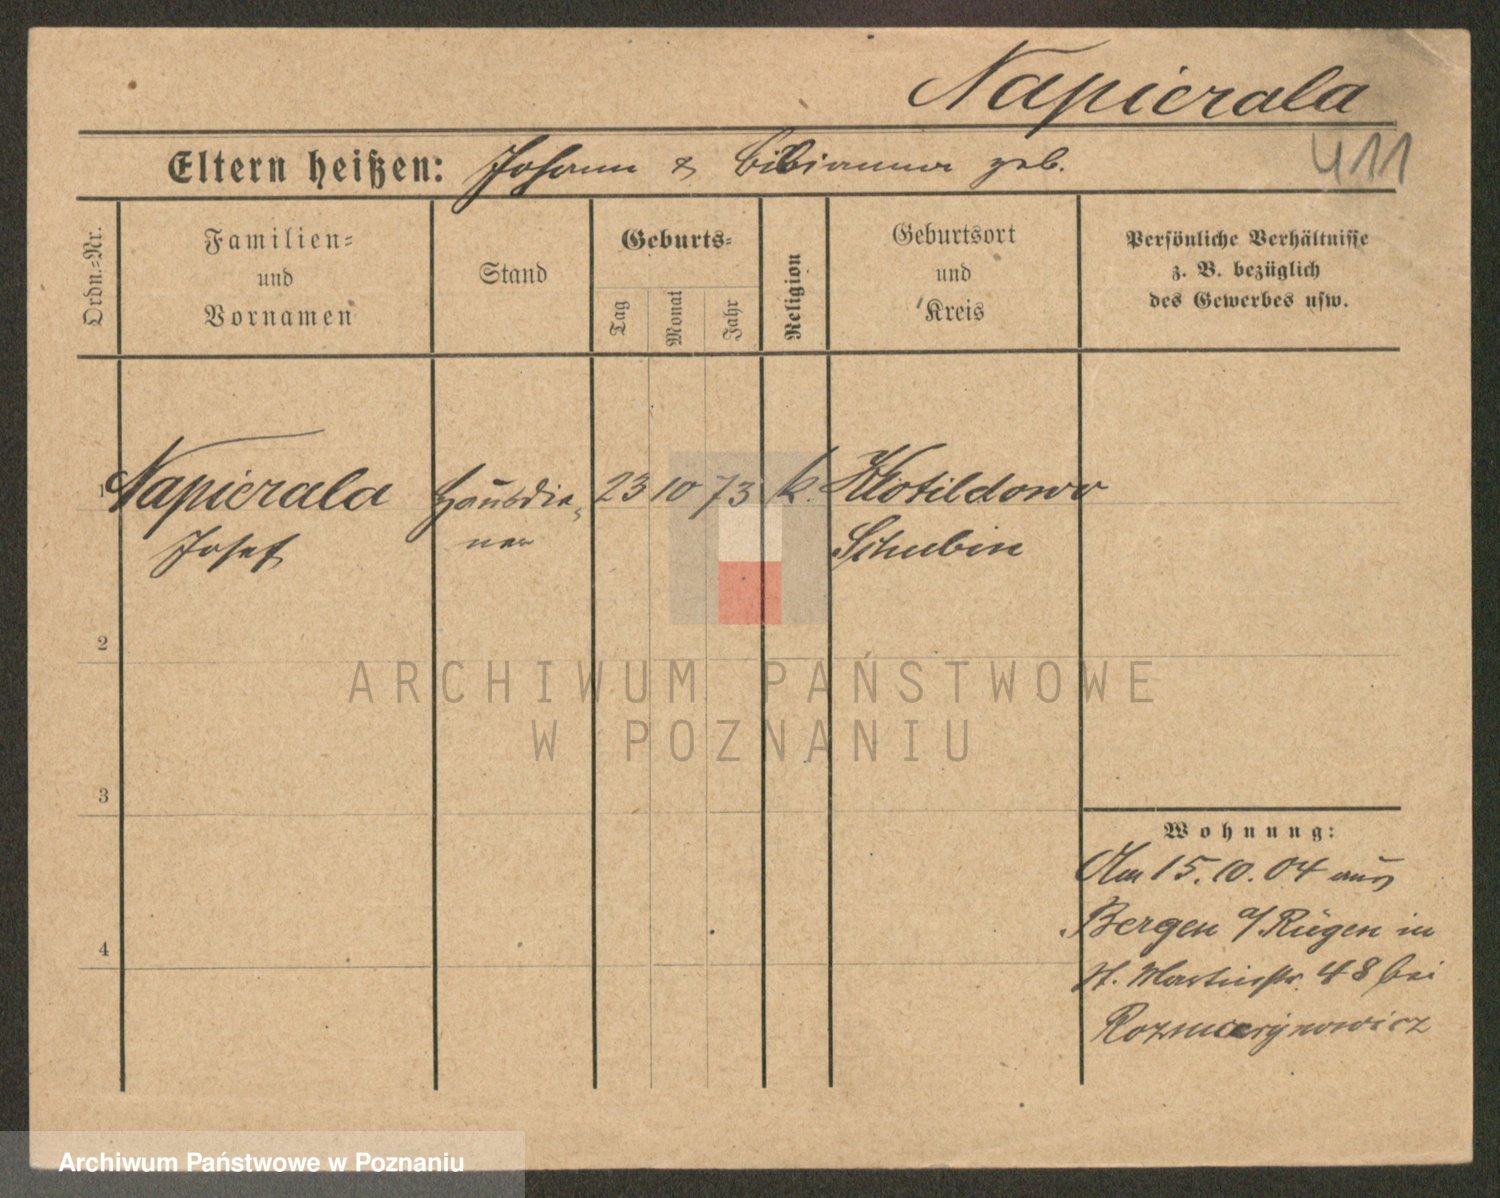 Napierala
411
Eltern heißen: Johann & Bibianna geb.
Ordn.=Nr.
Familien=
und
Vornamen
Stand
Geburts=
Tag
Monat
Jahr
Religion
Geburtsort
und
Kreis
Persönliche Verhältnisse
z. B. bezüglich
des Gewerbes usw.
1 Napierala Hausdie= 23 10 73 k. Klotildowo
Josef ner Schubin
2
3
4
Wohnung:
Am 15.10.04 aus
Bergen a/Rügen in
St. Martinstr. 48 bei
Rozmarynowicz
ARCHIWUM PAŃSTWOWE
W POZNANIU
Archiwum Państwowe w Poznaniu